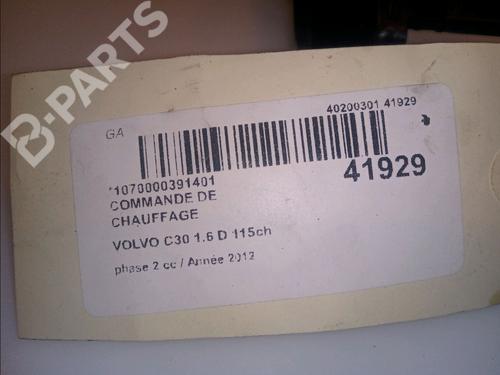 B-PARTS
GA
40200301 41929
*1070000391401
41929
COMMANDE DE
CHAUFFAGE
VOLVO C30 1.6 D 115ch
phase 2 cc / Année 2012